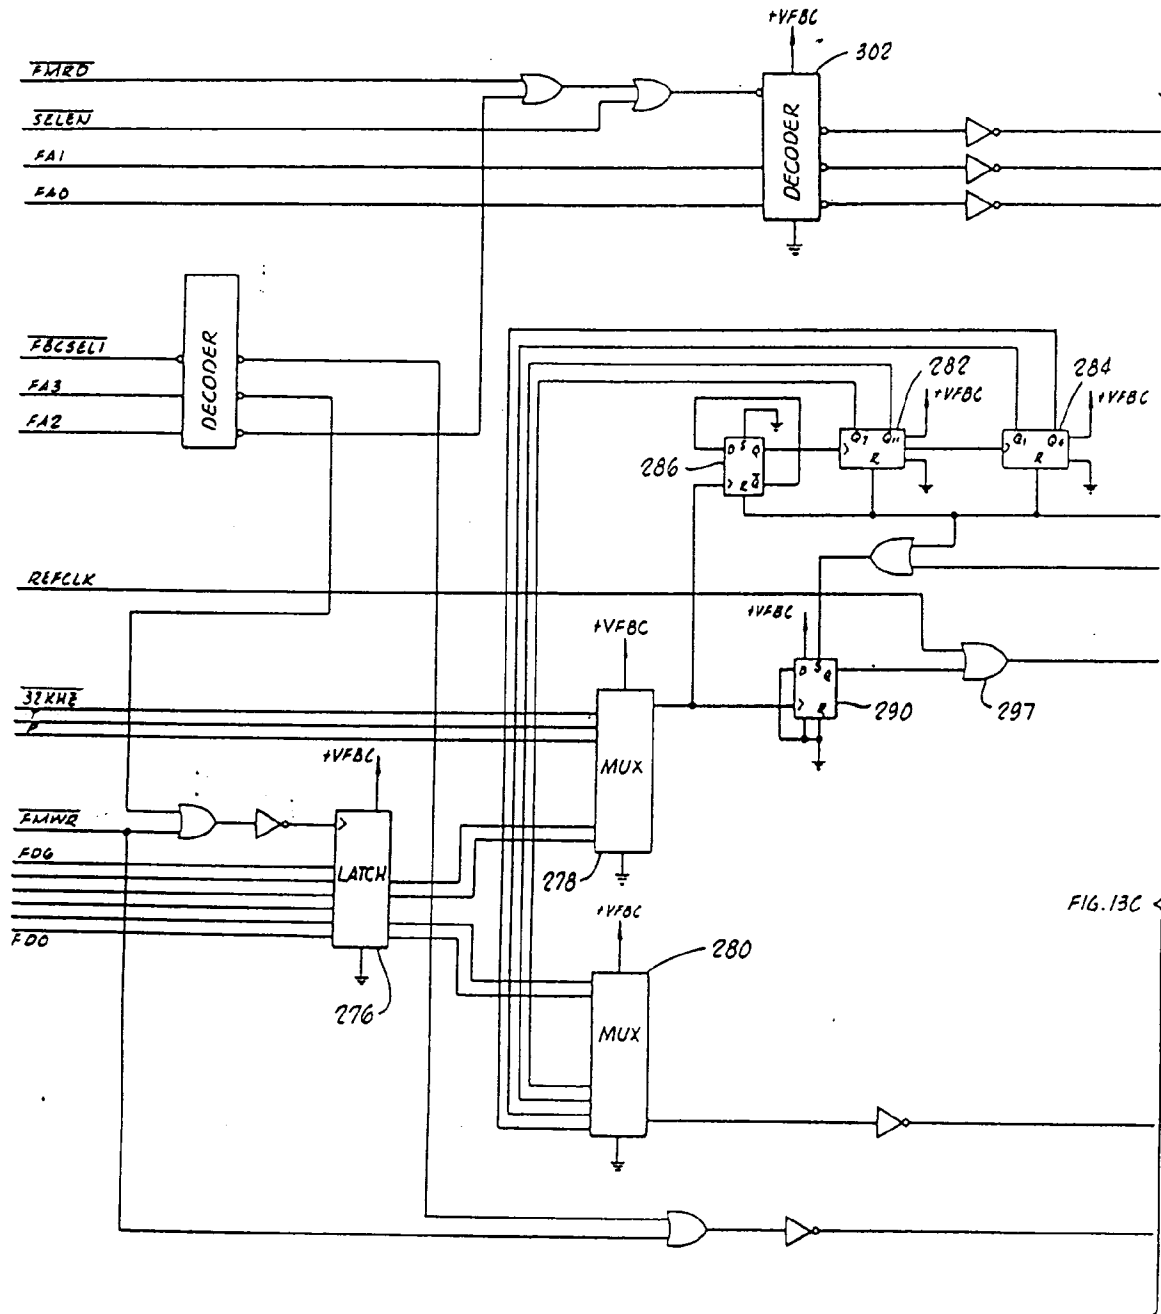 +VFBC
302
FMRD
SELEN
FA1
FA0
DECODER
FBCSEL1
FA3
FA2
DECODER
282
+VFBC
284
+VFBC
286
D S Q
R Q
Q7 Q11
R
Q1 Q6
R
REFCLK
+VFBC
+VFBC
D S Q
R
290
297
32KHZ
T
P
MUX
278
+VFBC
FMWR
FD6
LATCH
FD0
276
+VFBC
280
MUX
FIG. 13C